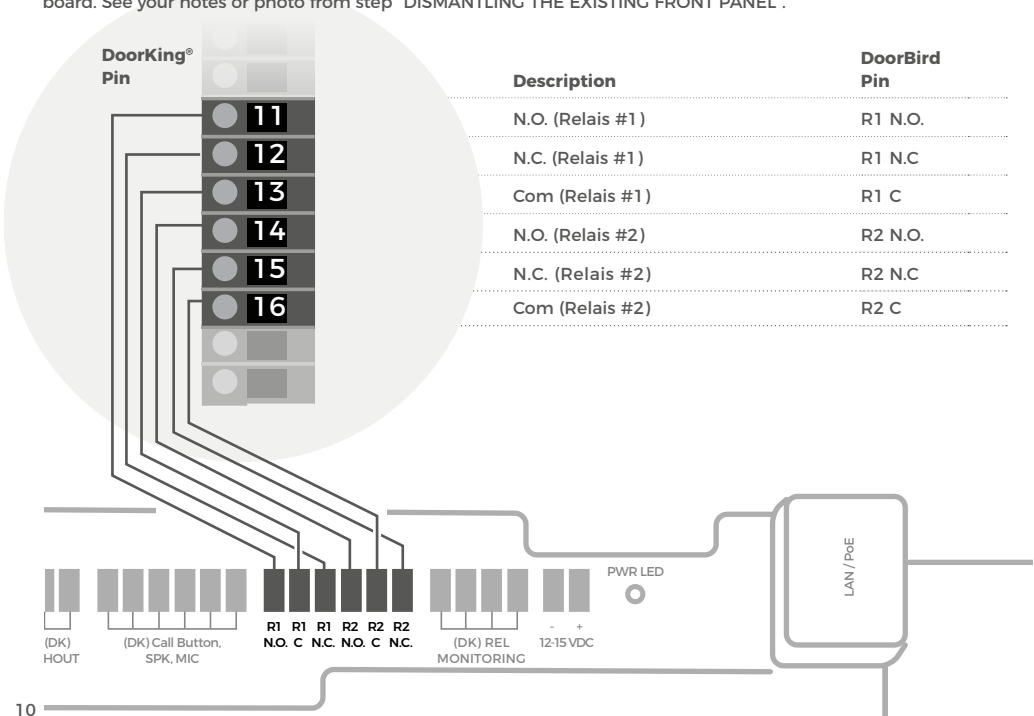 board. See your notes or photo from step "DISMANTLING THE EXISTING FRONT PANEL".
DoorKing®
Pin
Description
DoorBird
Pin
11
N.O. (Relais #1)
R1 N.O.
12
N.C. (Relais #1)
R1 N.C
13
Com (Relais #1)
R1 C
14
N.O. (Relais #2)
R2 N.O.
15
N.C. (Relais #2)
R2 N.C
16
Com (Relais #2)
R2 C
LAN / PoE
PWR LED
R1 R1 R1 R2 R2 R2
N.O. C N.C. N.O. C N.C.
(DK)
HOUT
(DK) Call Button,
SPK, MIC
(DK) REL
MONITORING
- +
12-15 VDC
10